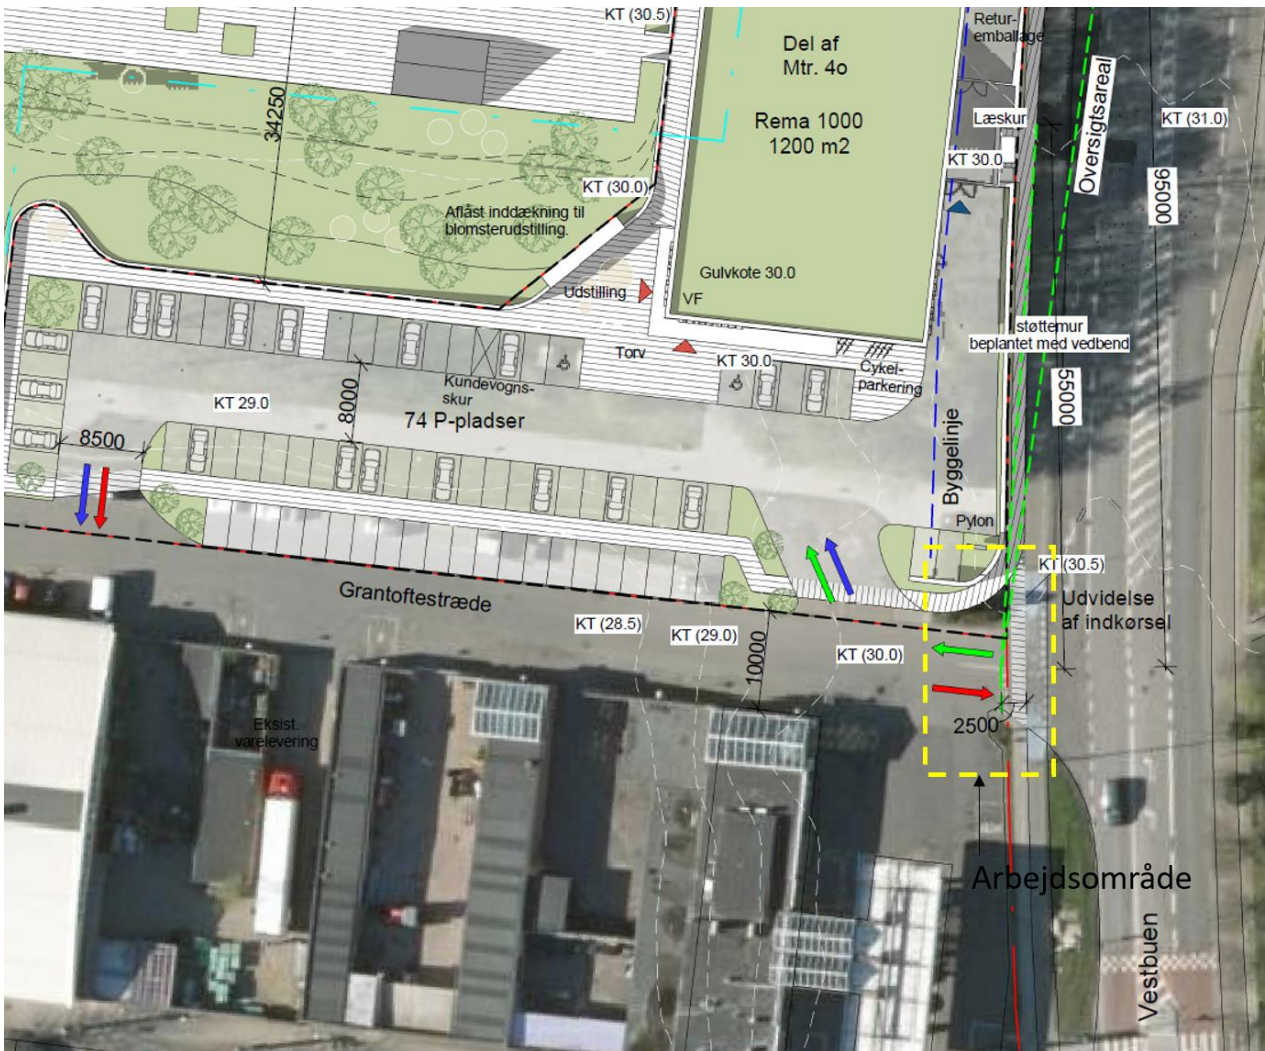 KT (30.5)
Retur-
emballage
Del af
Mtr. 4o
Rema 1000
1200 m2
Oversigtsareal
34250
Læskur
KT (31.0)
KT 30.0
95000
KT (30.0)
Aflåst inddækning til
blomsterudstilling.
Gulvkote 30.0
Udstilling
VF
støttemur
beplantet med vedbend
Torv
KT 30.0
Cykel-
parkering
Kundevogns-
skur
KT 29.0
8000
55000
74 P-pladser
8500
Byggelinje
Pylon
KT (30.5)
Grantoftestræde
Udvidelse
af indkørsel
KT (28.5)
KT (29.0)
KT (30.0)
10000
2500
Eksist.
varelevering
Arbejdsområde
Vestbuen